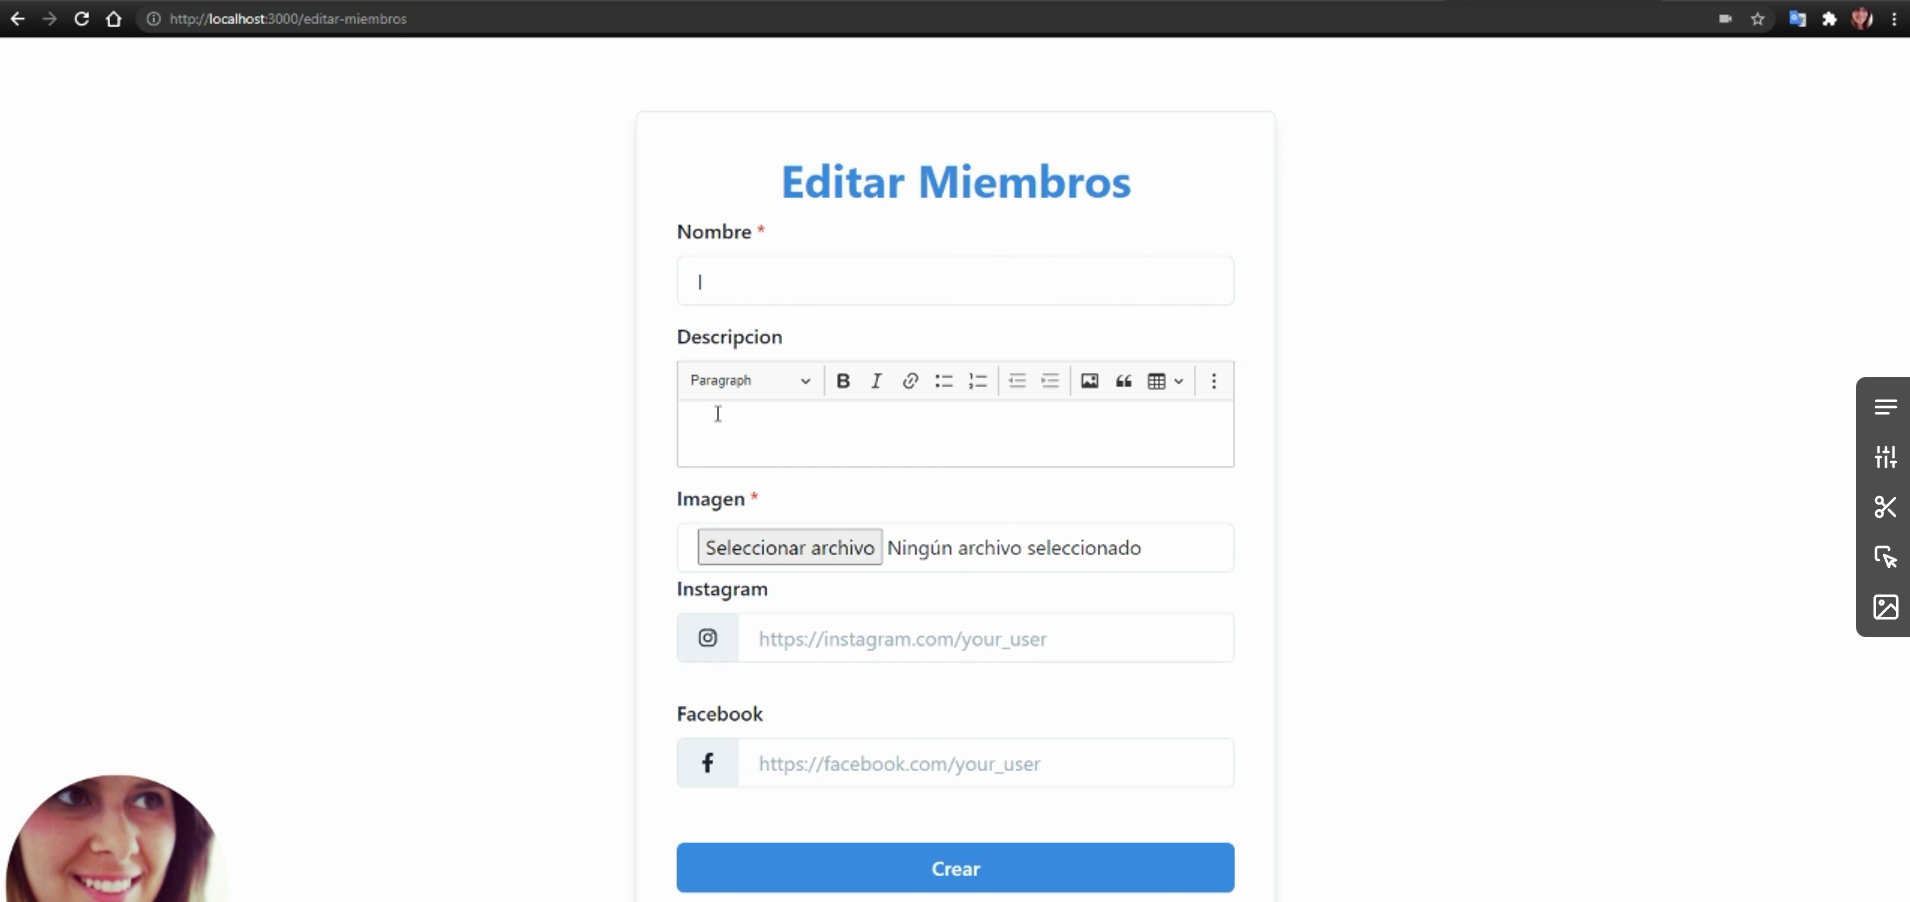 http://localhost:3000/editar-miembros
Editar Miembros
Nombre *
Descripcion
Paragraph
Imagen *
Seleccionar archivo Ningún archivo seleccionado
Instagram
https://instagram.com/your_user
Facebook
https://facebook.com/your_user
Crear